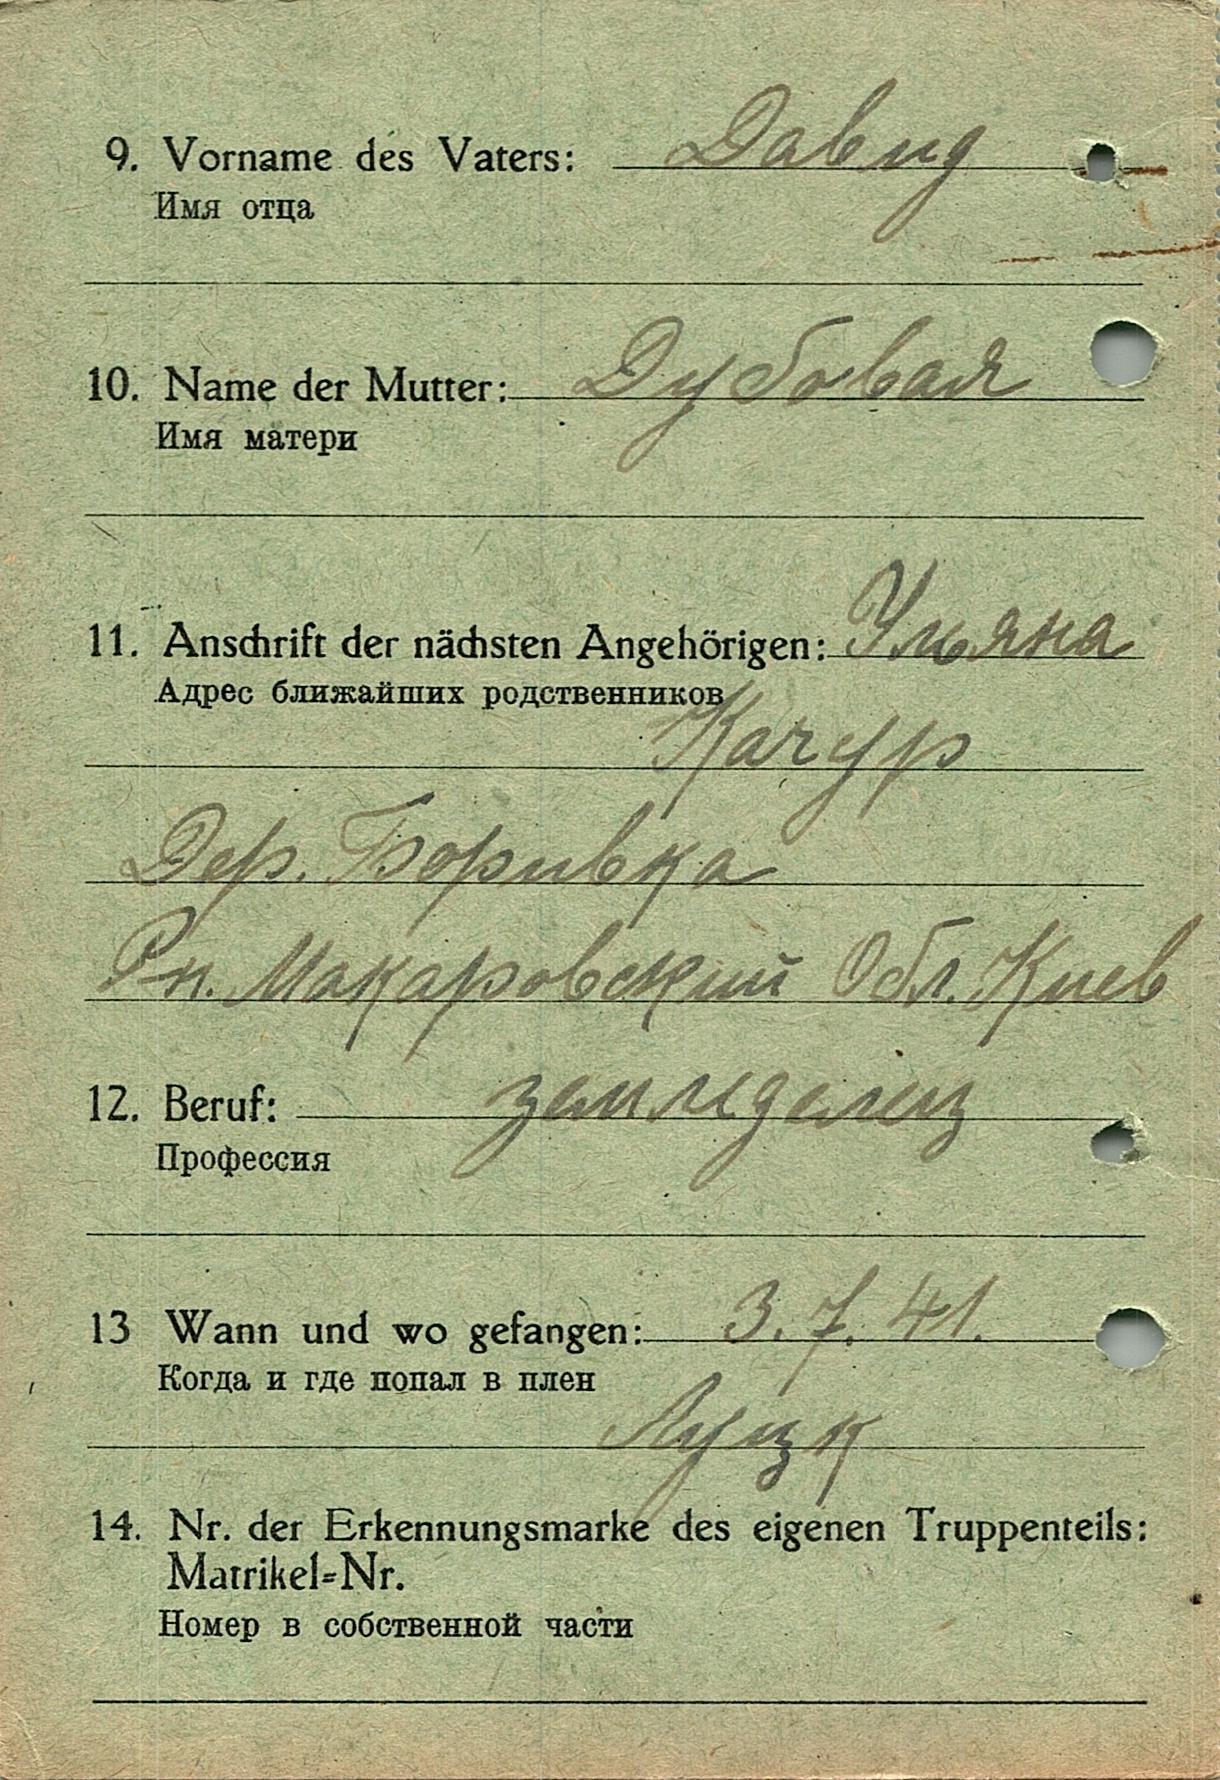 9. Vorname des Vaters: Давид
Имя отца
10. Name der Mutter: Дубовая
Имя матери
11. Anschrift der nächsten Angehörigen: Ульяна
Адрес ближайших родственников
Качур
Дер. Боривка
Рн. Макаровский Обл. Киев
12. Beruf: земледелец
Профессия
13 Wann und wo gefangen: 3. 7. 41.
Когда и где попал в плен
Луцк
14. Nr. der Erkennungsmarke des eigenen Truppenteils:
Matrikel-Nr.
Номер в собственной части